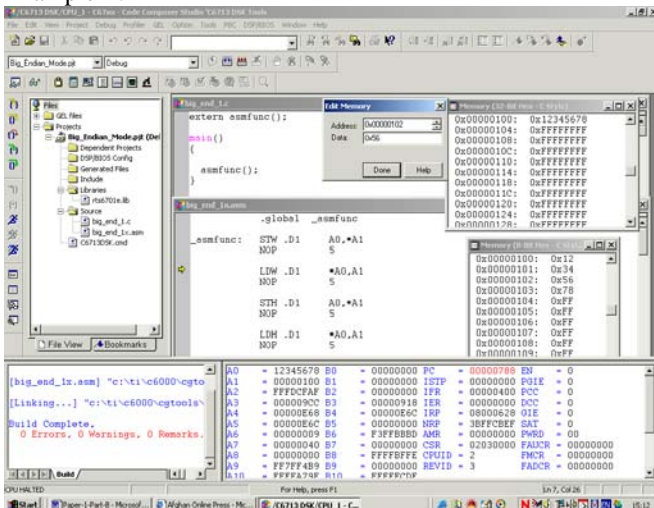 /C6713 DSK/CPU_1 - C67xx - Code Composer Studio 'C6713 DSK Tools
File Edit View Project Debug Profiler GEL Option Tools PBC DSP/BIOS Window Help
Big_Endian_Mode.pjt Debug
Files
GEL files
Projects
Big_Endian_Mode.pjt (Del
Dependent Projects
DSP/BIOS Config
Generated Files
Include
Libraries
rts6701e.lib
Source
big_end_1.c
big_end_1x.asm
C6713DSK.cmd
File View Bookmarks
big_end_1.c
extern asmfunc();
main()
{
asmfunc();
}
Edit Memory
Address: 0x00000102
Data: 0x56
Done Help
Memory (32-Bit Hex - C Style)
0x00000100: 0x12345678
0x00000104: 0xFFFFFFFF
0x00000108: 0xFFFFFFFF
0x0000010C: 0xFFFFFFFF
0x00000110: 0xFFFFFFFF
0x00000114: 0xFFFFFFFF
0x00000118: 0xFFFFFFFF
0x0000011C: 0xFFFFFFFF
0x00000120: 0xFFFFFFFF
0x00000124: 0xFFFFFFFF
0x00000128: 0xFFFFFFFF
big_end_1x.asm
.global _asmfunc
_asmfunc: STW .D1 A0,*A1
NOP 5
LDW .D1 *A0,A1
NOP 5
STH .D1 A0,*A1
NOP 5
LDH .D1 *A0,A1
NOP 5
Memory (8-Bit Hex - C Style)
0x00000100: 0x12
0x00000101: 0x34
0x00000102: 0x56
0x00000103: 0x78
0x00000104: 0xFF
0x00000105: 0xFF
0x00000106: 0xFF
0x00000107: 0xFF
0x00000108: 0xFF
0x00000109: 0xFF
[big_end_1x.asm] "c:\ti\c6000\cgto
[Linking...] "c:\ti\c6000\cgtools\
Build Complete,
0 Errors, 0 Warnings, 0 Remarks.
Build
A0 = 12345678 B0 = 00000000 PC = 00000788 EN = 0
A1 = 00000100 B1 = 00000000 ISTP = 00000000 PGIE = 0
A2 = FFFDCFAF B2 = 00000000 IFR = 00000400 PCC = 0
A3 = 000009CC B3 = 00000918 IER = 00000000 DCC = 0
A4 = 00000E68 B4 = 00000E6C IRP = 08000628 GIE = 0
A5 = 00000E6C B5 = 00000000 NRP = 3BFFCBEF SAT = 0
A6 = 00000009 B6 = F3FFBBBD AMR = 00000000 PWRD = 00
A7 = 00000040 B7 = 00000000 CSR = 02030000 FAUCR = 00000000
A8 = 00000000 B8 = FFFFBFFE CPUID = 2 FMCR = 00000000
A9 = FF7FF4B9 B9 = 00000000 REVID = 3 FADCR = 00000000
CPU HALTED For Help, press F1 Ln 7, Col 26
Start Paper-1-Part-B - Microsof... Afghan Online Press - Mic... /C6713 DSK/CPU_1 - C... 15:12